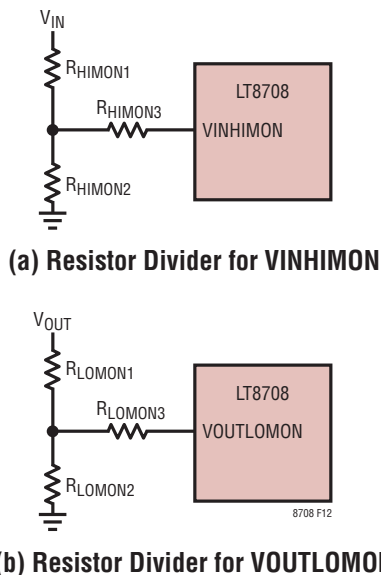 VIN
RHIMON1
RHIMON3
LT8708
VINHIMON
RHIMON2
(a) Resistor Divider for VINHIMON
VOUT
RLOMON1
RLOMON3
LT8708
VOUTLOMON
RLOMON2
8708 F12
(b) Resistor Divider for VOUTLOMON